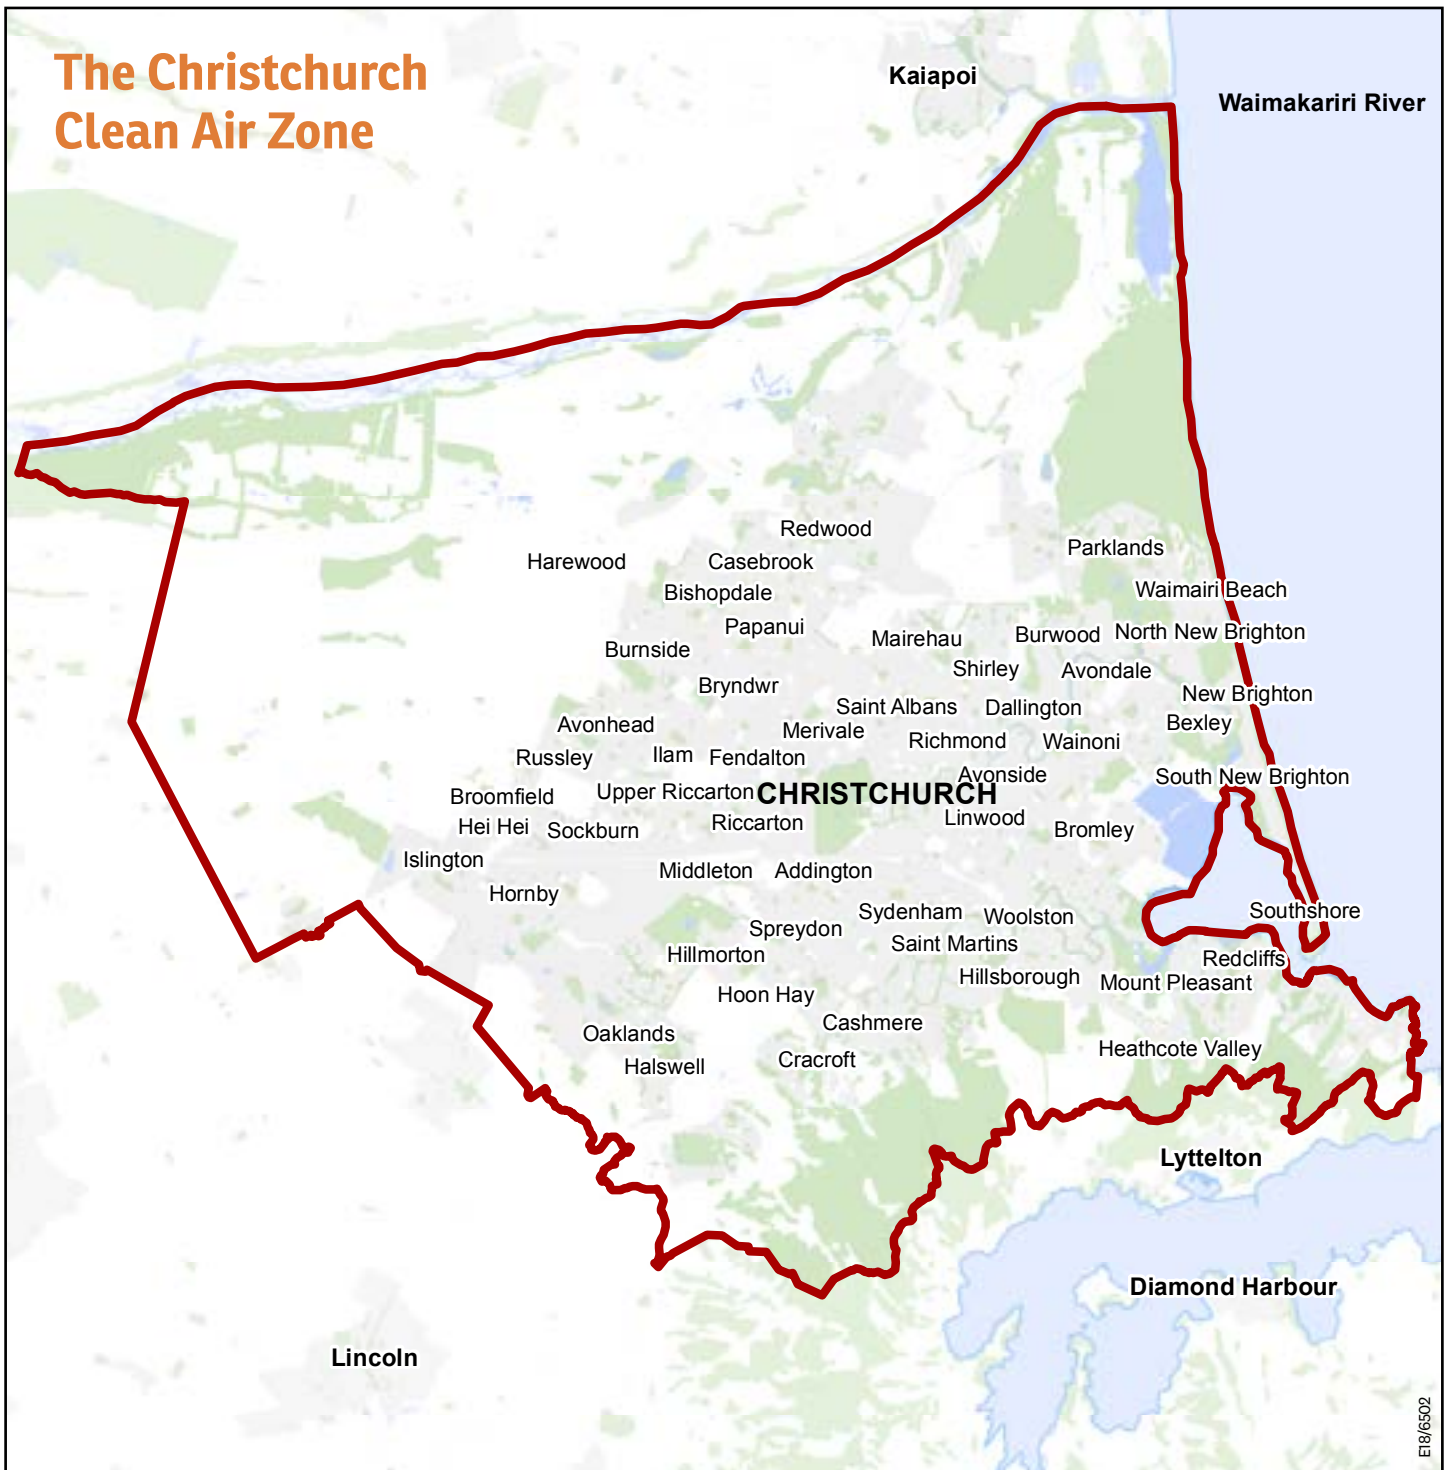 The Christchurch
Clean Air Zone
Kaiapoi
Waimakariri River
Redwood
Parklands
Harewood
Casebrook
Bishopdale
Waimairi Beach
Papanui
Mairehau
Burwood
North New Brighton
Burnside
Shirley
Avondale
Bryndwr
New Brighton
Saint Albans
Dallington
Avonhead
Merivale
Bexley
Richmond
Wainoni
Russley
Ilam
Fendalton
Avonside
South New Brighton
Broomfield
Upper Riccarton
CHRISTCHURCH
Hei Hei
Sockburn
Riccarton
Linwood
Bromley
Islington
Middleton
Addington
Hornby
Sydenham
Woolston
Southshore
Spreydon
Saint Martins
Hillmorton
Redcliffs
Hillsborough
Mount Pleasant
Hoon Hay
Cashmere
Oaklands
Heathcote Valley
Halswell
Cracroft
Lyttelton
Diamond Harbour
Lincoln
E18/6502